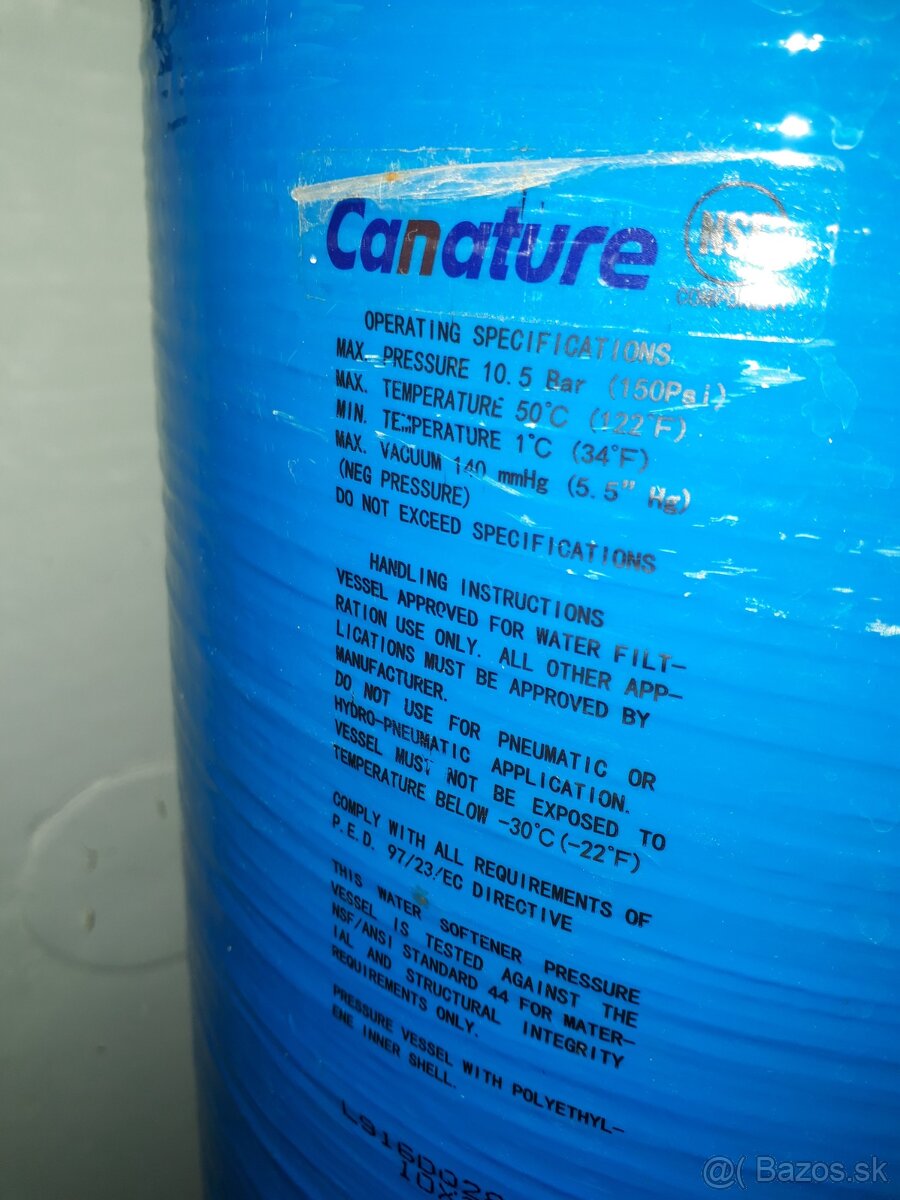 Canature
OPERATING SPECIFICATIONS
MAX. PRESSURE 10.5 Bar (150Psi)
MAX. TEMPERATURE 50°C (122°F)
MIN. TEMPERATURE 1°C (34°F)
MAX. VACUUM 140 mmHg (5.5" Hg)
(NEG PRESSURE)
DO NOT EXCEED SPECIFICATIONS
HANDLING INSTRUCTIONS
VESSEL APPROVED FOR WATER FILT-
RATION USE ONLY. ALL OTHER APP-
LICATIONS MUST BE APPROVED BY
MANUFACTURER.
DO NOT USE FOR PNEUMATIC OR
HYDRO-PNEUMATIC APPLICATION.
VESSEL MUST NOT BE EXPOSED TO
TEMPERATURE BELOW -30°C(-22°F)
COMPLY WITH ALL REQUIREMENTS OF
P.E.D. 97/23/EC DIRECTIVE
THIS WATER SOFTENER PRESSURE
VESSEL IS TESTED AGAINST THE
NSF/ANSI STANDARD 44 FOR MATER-
IAL AND STRUCTURAL INTEGRITY
REQUIREMENTS ONLY.
PRESSURE VESSEL WITH POLYETHYL-
ENE INNER SHELL.
@( Bazos.sk